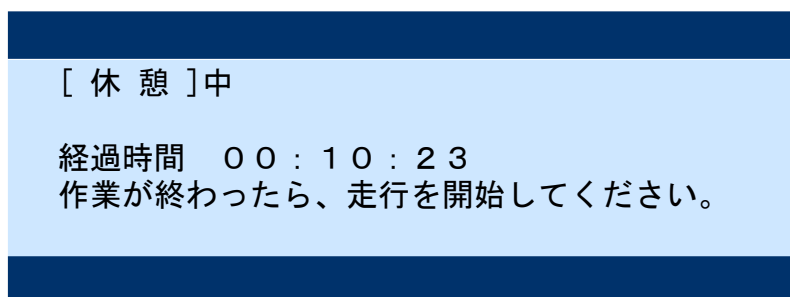 [ 休 憩 ]中
経過時間　００：１０：２３
作業が終わったら、走行を開始してください。